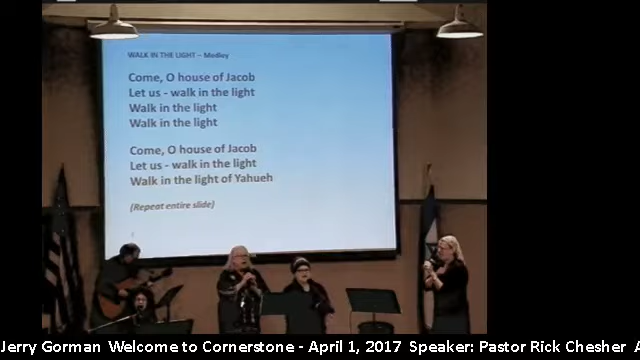 WALK IN THE LIGHT – Medley
Come, O house of Jacob
Let us - walk in the light
Walk in the light
Walk in the light
Come, O house of Jacob
Let us - walk in the light
Walk in the light of Yahueh
(Repeat entire slide)
Jerry Gorman Welcome to Cornerstone - April 1, 2017 Speaker: Pastor Rick Chesher